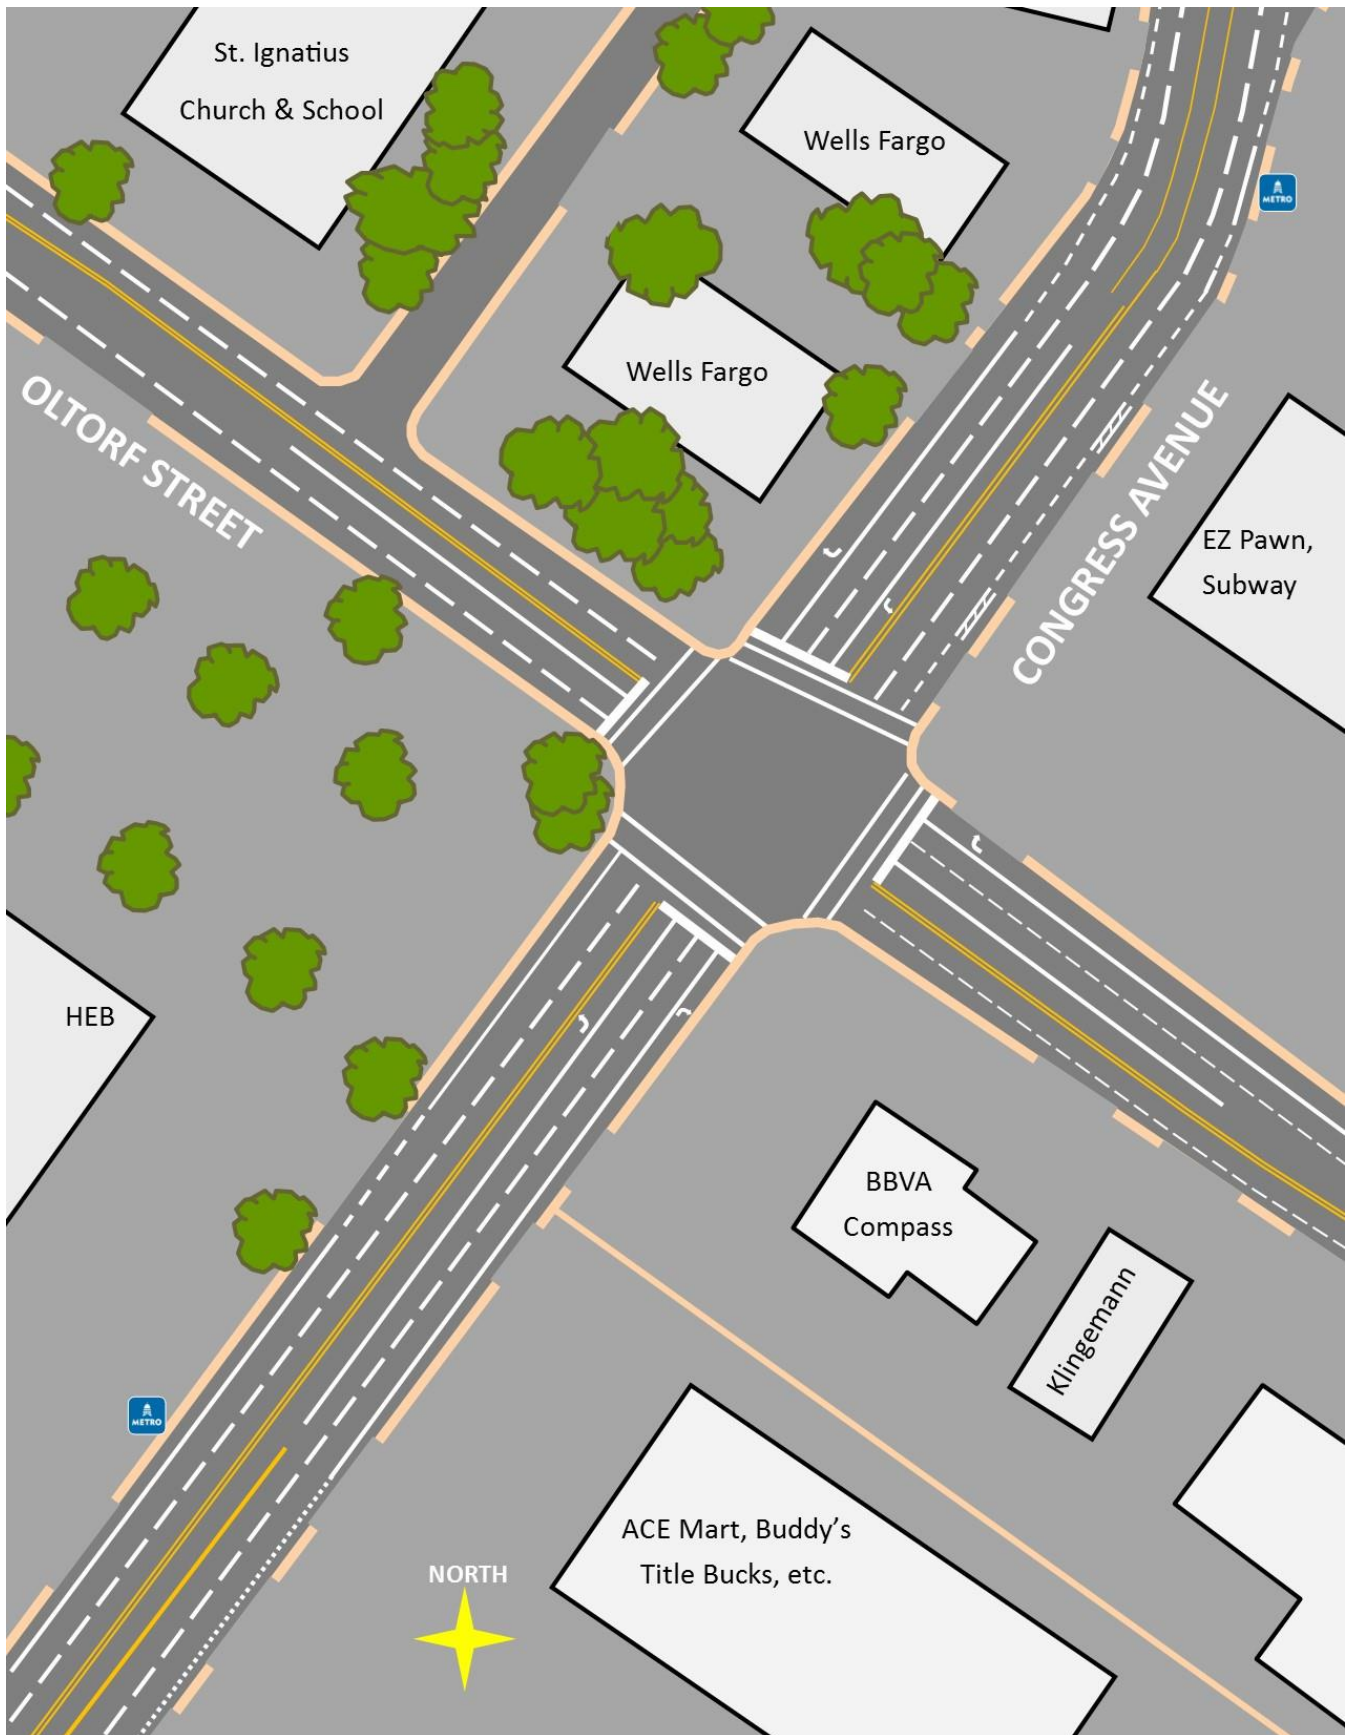 St. Ignatius
Church & School
Wells Fargo
METRO
Wells Fargo
OLTORF STREET
CONGRESS AVENUE
EZ Pawn,
Subway
HEB
BBVA
Compass
Klingemann
METRO
ACE Mart, Buddy’s
Title Bucks, etc.
NORTH